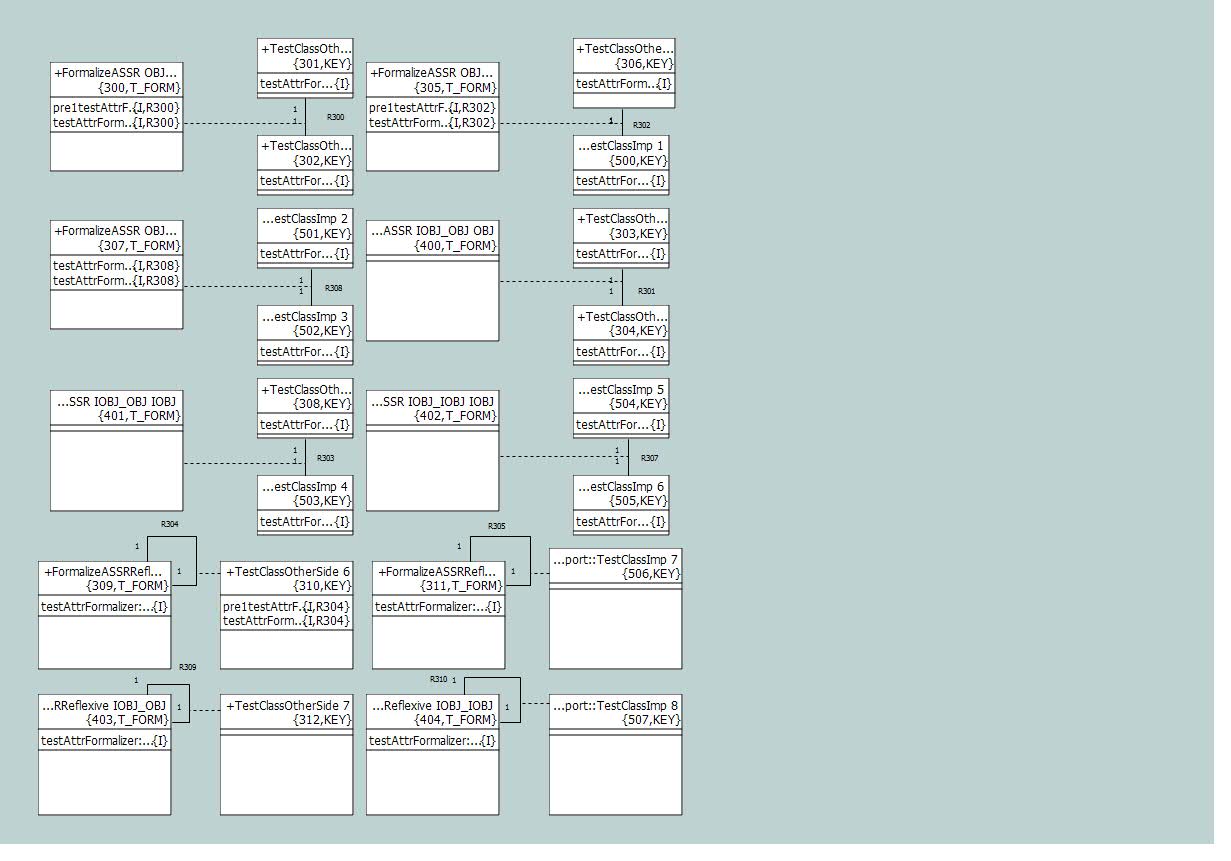 +FormalizeASSR OBJ...
{300,T_FORM}
pre1testAttrF.{I,R300}
testAttrForm..{I,R300}
+TestClassOth...
{301,KEY}
testAttrFor...{I}
1
1
R300
+TestClassOth...
{302,KEY}
testAttrFor...{I}
+FormalizeASSR OBJ...
{305,T_FORM}
pre1testAttrF.{I,R302}
testAttrForm..{I,R302}
+TestClassOthe...
{306,KEY}
testAttrForm...{I}
1
R302
...estClassImp 1
{500,KEY}
testAttrFor...{I}
+FormalizeASSR OBJ...
{307,T_FORM}
testAttrForm..{I,R308}
testAttrForm..{I,R308}
...estClassImp 2
{501,KEY}
testAttrFor...{I}
1
1
R308
...estClassImp 3
{502,KEY}
testAttrFor...{I}
...ASSR IOBJ_OBJ OBJ
{400,T_FORM}
+TestClassOth...
{303,KEY}
testAttrFor...{I}
1
1
R301
+TestClassOth...
{304,KEY}
testAttrFor...{I}
...SSR IOBJ_OBJ IOBJ
{401,T_FORM}
+TestClassOth...
{308,KEY}
testAttrFor...{I}
1
1
R303
...estClassImp 4
{503,KEY}
testAttrFor...{I}
...SSR IOBJ_IOBJ IOBJ
{402,T_FORM}
...estClassImp 5
{504,KEY}
testAttrFor...{I}
1
1
R307
...estClassImp 6
{505,KEY}
testAttrFor...{I}
R304
1
1
+FormalizeASSRRefl...
{309,T_FORM}
testAttrFormalizer:...{I}
+TestClassOtherSide 6
{310,KEY}
pre1testAttrF.{I,R304}
testAttrForm..{I,R304}
R305
1
1
+FormalizeASSRRefl...
{311,T_FORM}
testAttrFormalizer:...{I}
...port::TestClassImp 7
{506,KEY}
R309
1
1
...RReflexive IOBJ_OBJ
{403,T_FORM}
testAttrFormalizer:...{I}
+TestClassOtherSide 7
{312,KEY}
R310
1
1
...Reflexive IOBJ_IOBJ
{404,T_FORM}
testAttrFormalizer:...{I}
...port::TestClassImp 8
{507,KEY}